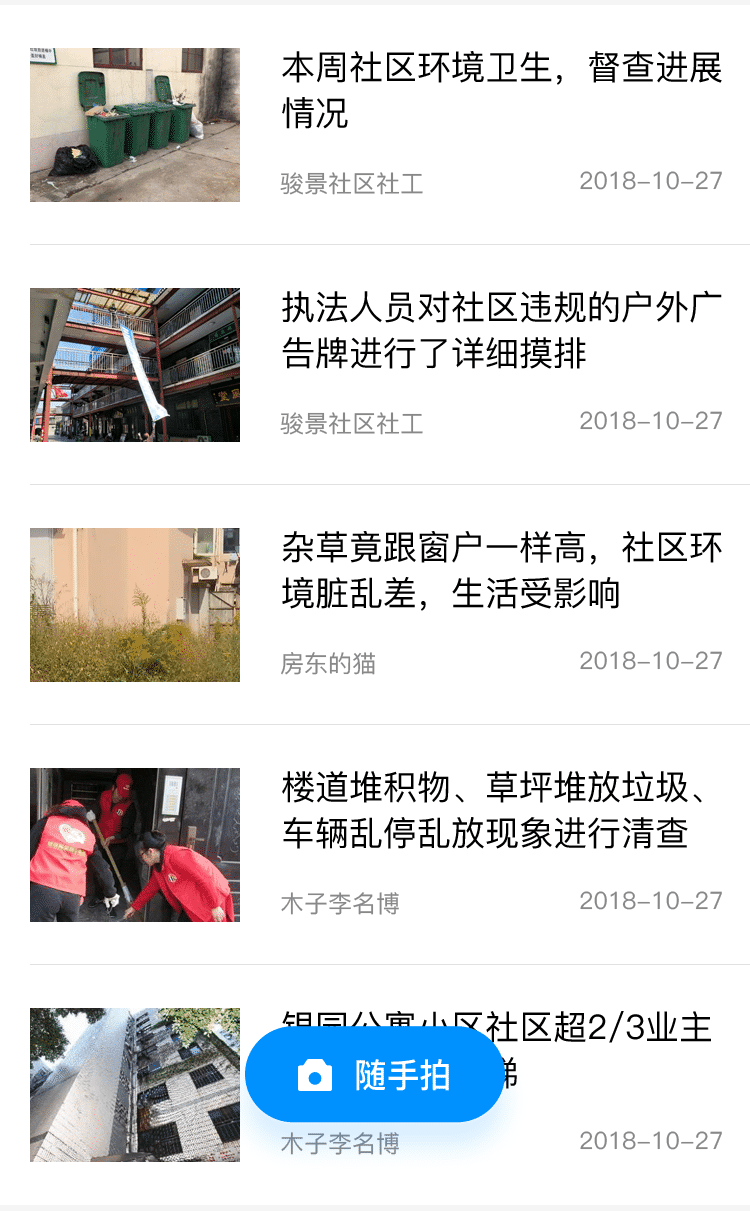 本周社区环境卫生，督查进展
情况
骏景社区社工
2018-10-27
执法人员对社区违规的户外广
告牌进行了详细摸排
骏景社区社工
2018-10-27
杂草竟跟窗户一样高，社区环
境脏乱差，生活受影响
房东的猫
2018-10-27
楼道堆积物、草坪堆放垃圾、
车辆乱停乱放现象进行清查
木子李名博
2018-10-27
银园公寓小区社区超2/3业主
梯
随手拍
木子李名博
2018-10-27